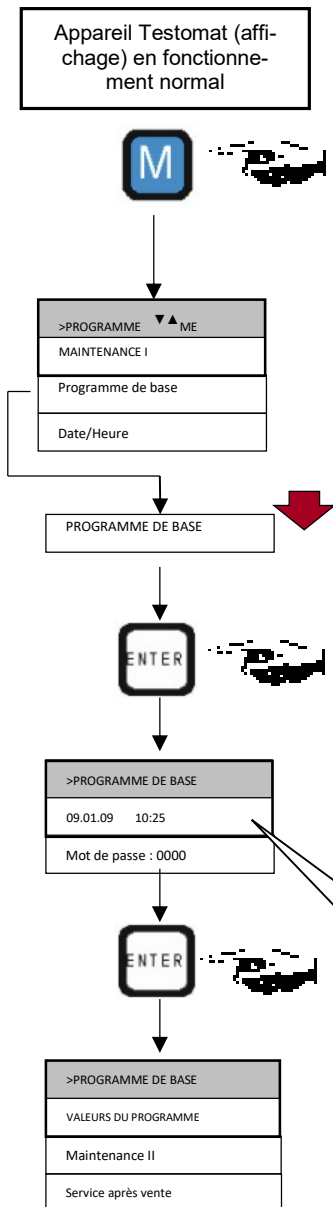 Appareil Testomat (affi-
chage) en fonctionne-
ment normal
M
>PROGRAMME ▼▲ ME
MAINTENANCE I
Programme de base
Date/Heure
PROGRAMME DE BASE
ENTER
>PROGRAMME DE BASE
09.01.09 10:25
Mot de passe : 0000
ENTER
>PROGRAMME DE BASE
VALEURS DU PROGRAMME
Maintenance II
Service après vente